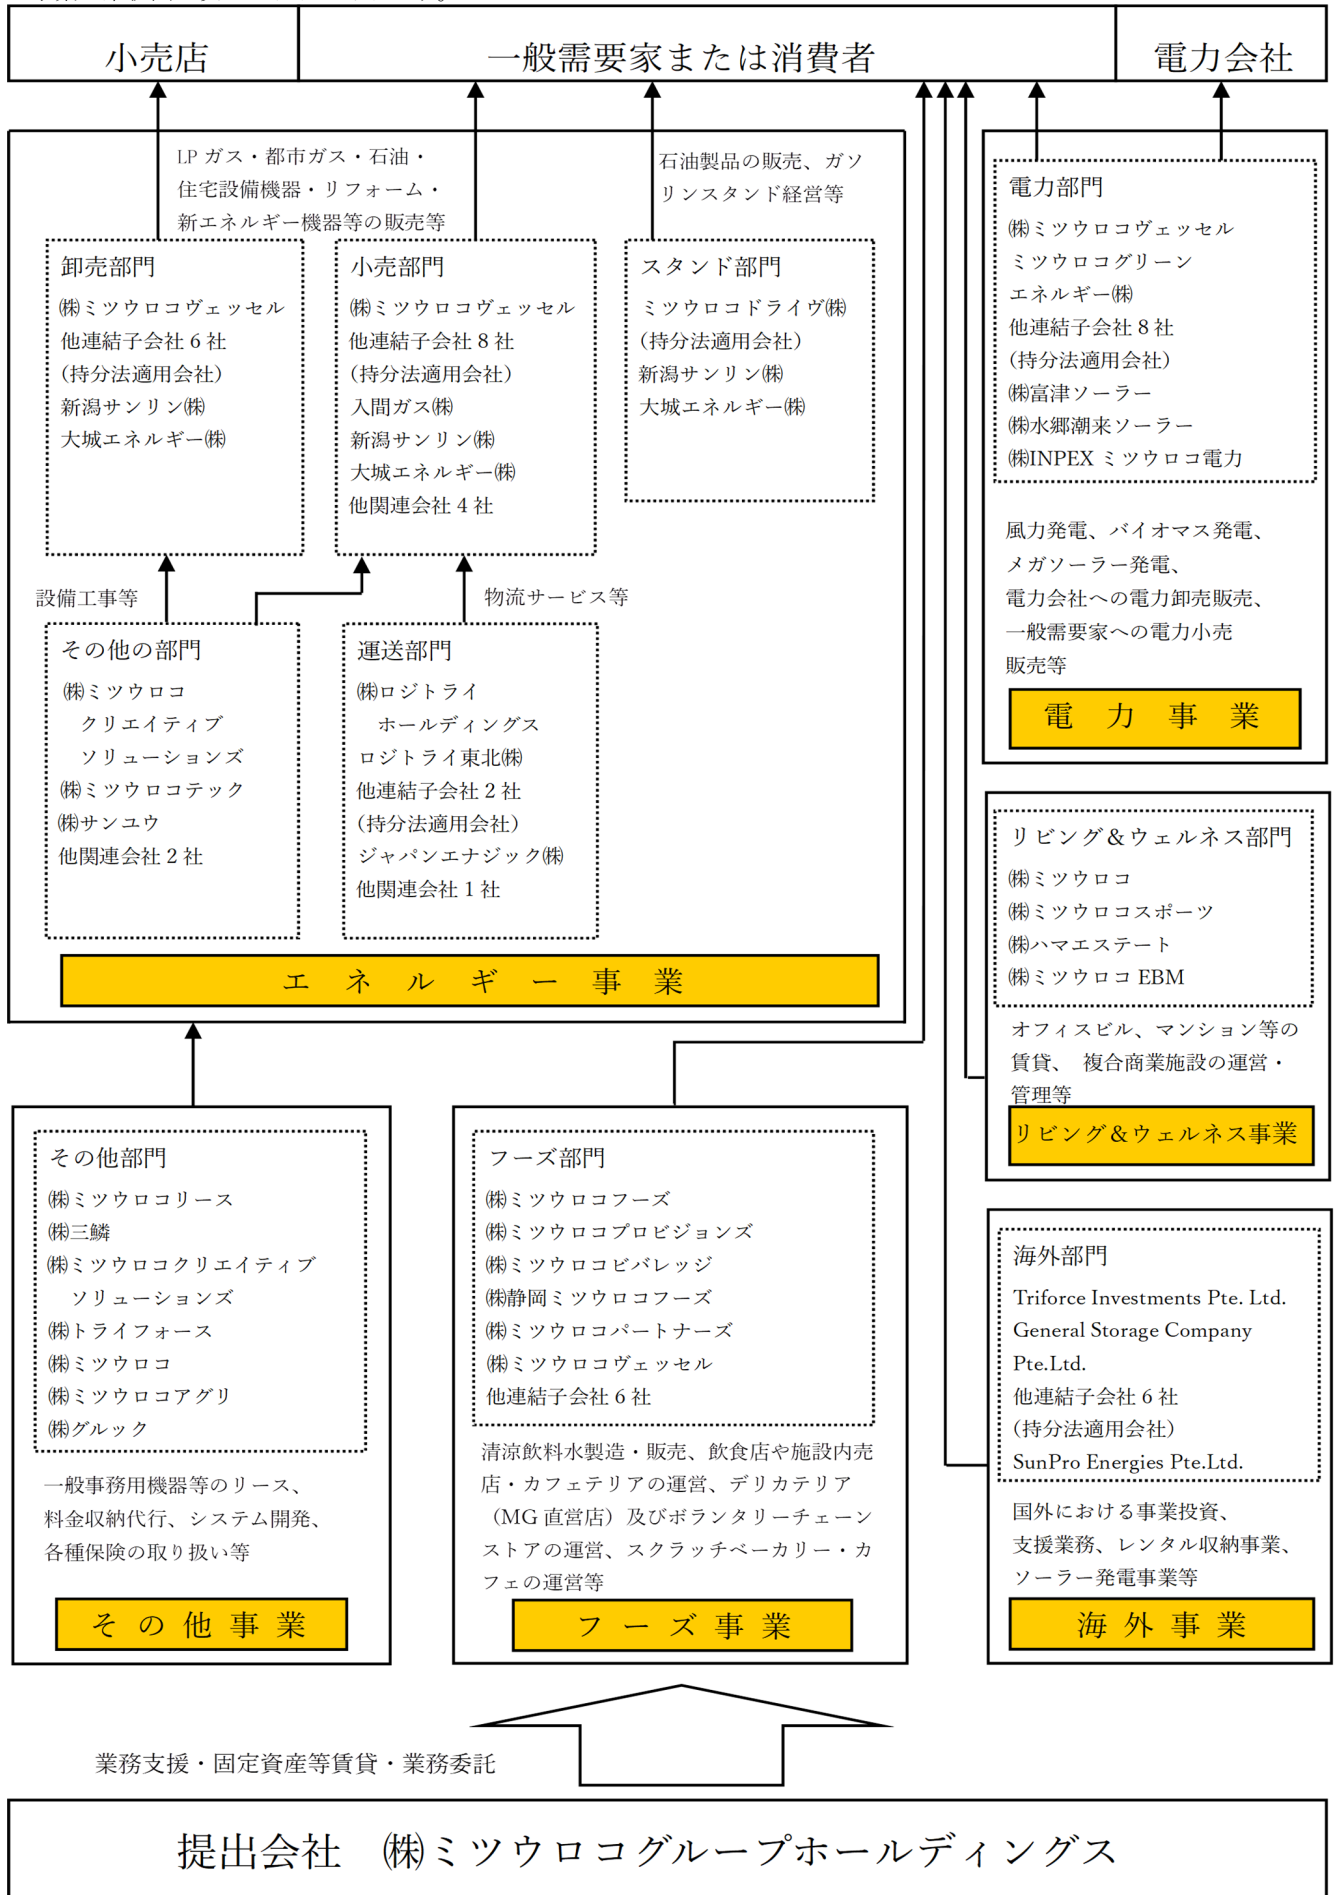 小売店
一般需要家または消費者
電力会社
LPガス・都市ガス・石油・
住宅設備機器・リフォーム・
新エネルギー機器等の販売等
石油製品の販売、ガソ
リンスタンド経営等
卸売部門
㈱ミツウロコヴェッセル
他連結子会社6社
(持分法適用会社)
新潟サンリン㈱
大城エネルギー㈱
小売部門
㈱ミツウロコヴェッセル
他連結子会社8社
(持分法適用会社)
入間ガス㈱
新潟サンリン㈱
大城エネルギー㈱
他関連会社4社
スタンド部門
ミツウロコドライヴ㈱
(持分法適用会社)
新潟サンリン㈱
大城エネルギー㈱
設備工事等
物流サービス等
その他の部門
㈱ミツウロコ
クリエイティブ
ソリューションズ
㈱ミツウロコテック
㈱サンユウ
他関連会社2社
運送部門
㈱ロジトライ
ホールディングス
ロジトライ東北㈱
他連結子会社2社
(持分法適用会社)
ジャパンエナジック㈱
他関連会社1社
エネルギー事業
電力部門
㈱ミツウロコヴェッセル
ミツウロコグリーン
エネルギー㈱
他連結子会社8社
(持分法適用会社)
㈱富津ソーラー
㈱水郷潮来ソーラー
㈱INPEXミツウロコ電力
風力発電、バイオマス発電、
メガソーラー発電、
電力会社への電力卸売販売、
一般需要家への電力小売
販売等
電力事業
リビング&ウェルネス部門
㈱ミツウロコ
㈱ミツウロコスポーツ
㈱ハマエステート
㈱ミツウロコEBM
オフィスビル、マンション等の
賃貸、 複合商業施設の運営・
管理等
リビング&ウェルネス事業
その他部門
㈱ミツウロコリース
㈱三鱗
㈱ミツウロコクリエイティブ
ソリューションズ
㈱トライフォース
㈱ミツウロコ
㈱ミツウロコアグリ
㈱グルック
一般事務用機器等のリース、
料金収納代行、システム開発、
各種保険の取り扱い等
その他事業
フーズ部門
㈱ミツウロコフーズ
㈱ミツウロコプロビジョンズ
㈱ミツウロコビバレッジ
㈱静岡ミツウロコフーズ
㈱ミツウロコパートナーズ
㈱ミツウロコヴェッセル
他連結子会社6社
清涼飲料水製造・販売、飲食店や施設内売
店・カフェテリアの運営、デリカテリア
（MG直営店）及びボランタリーチェーン
ストアの運営、スクラッチベーカリー・カ
フェの運営等
フーズ事業
海外部門
Triforce Investments Pte. Ltd.
General Storage Company
Pte.Ltd.
他連結子会社6社
(持分法適用会社)
SunPro Energies Pte.Ltd.
国外における事業投資、
支援業務、レンタル収納事業、
ソーラー発電事業等
海外事業
業務支援・固定資産等賃貸・業務委託
提出会社 ㈱ミツウロコグループホールディングス